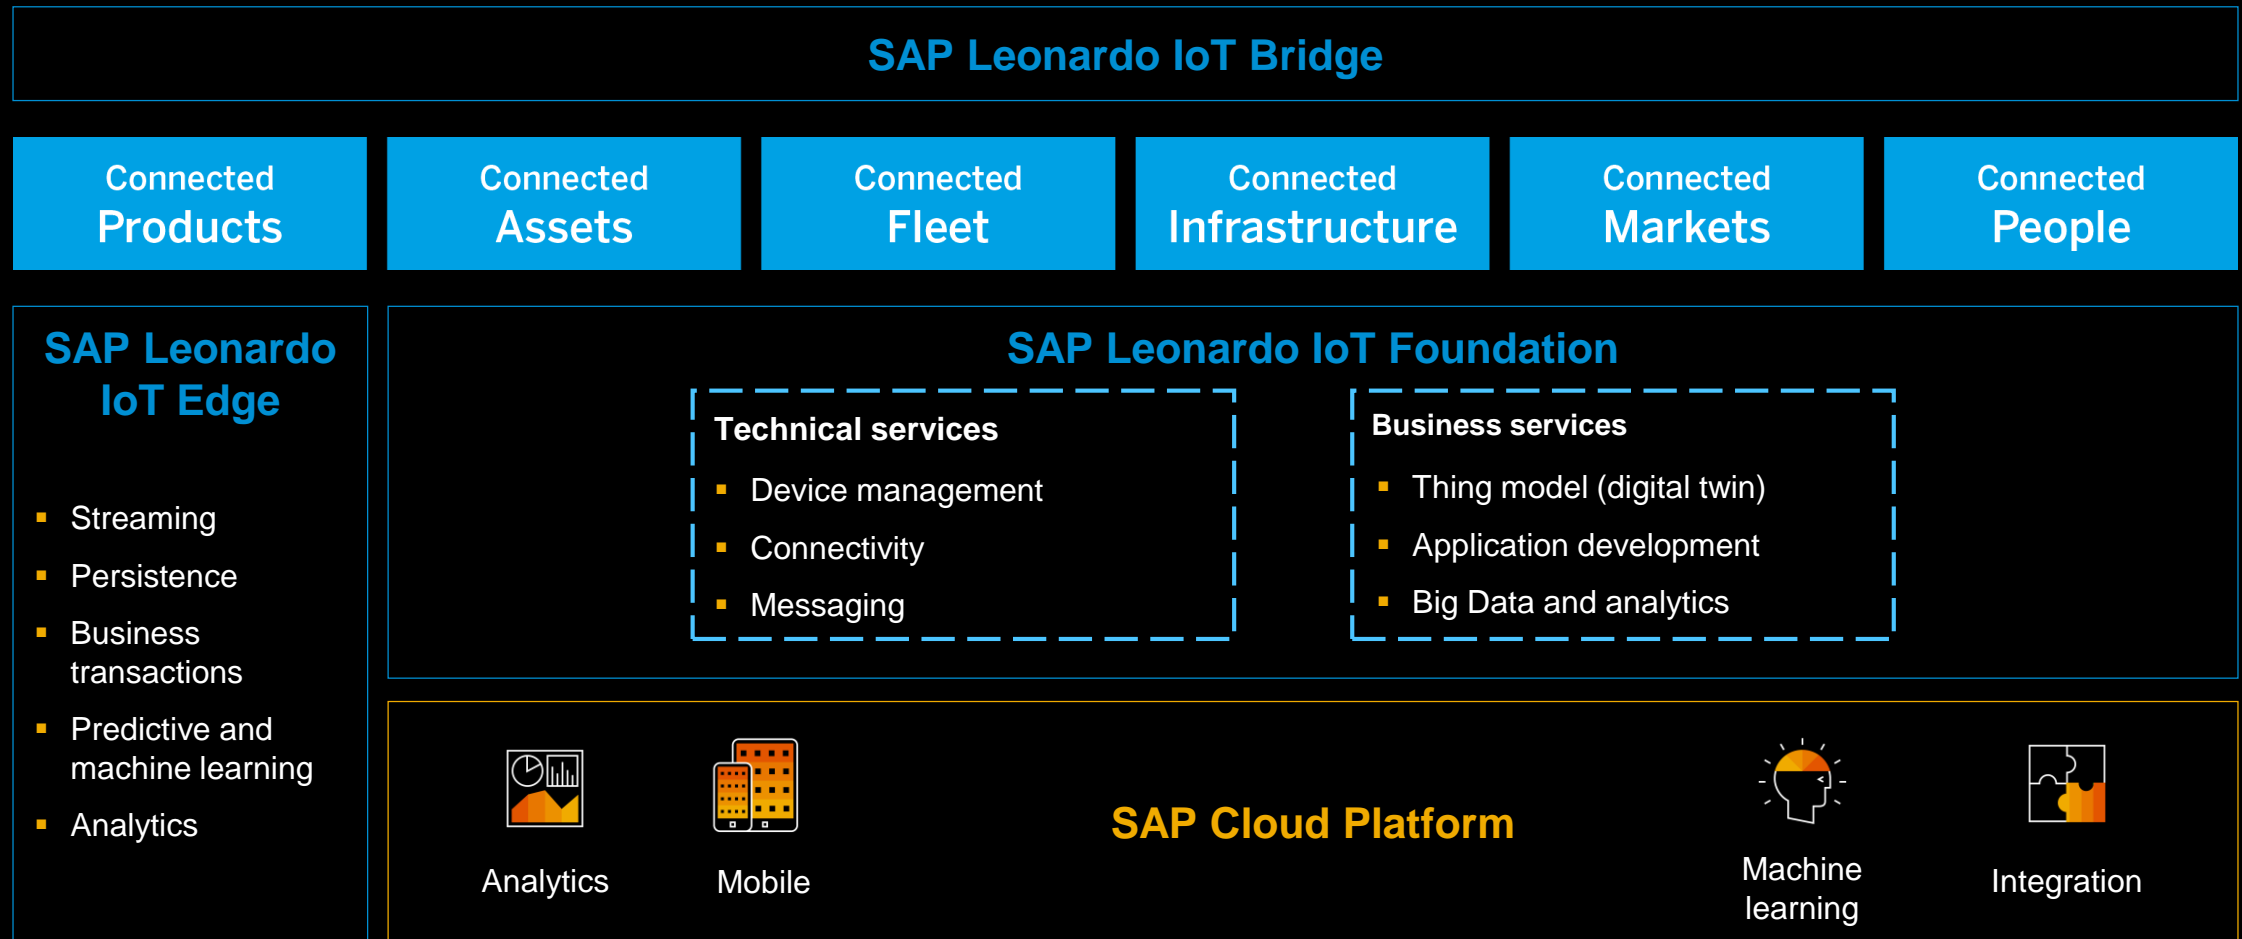 SAP Leonardo IoT Bridge
Connected
Products
Connected
Assets
Connected
Fleet
Connected
Infrastructure
Connected
Markets
Connected
People
SAP Leonardo
IoT Edge
Streaming
Persistence
Business
transactions
Predictive and
machine learning
Analytics
SAP Leonardo IoT Foundation
Technical services
Device management
Connectivity
Messaging
Business services
Thing model (digital twin)
Application development
Big Data and analytics
Analytics
Mobile
SAP Cloud Platform
Machine
learning
Integration